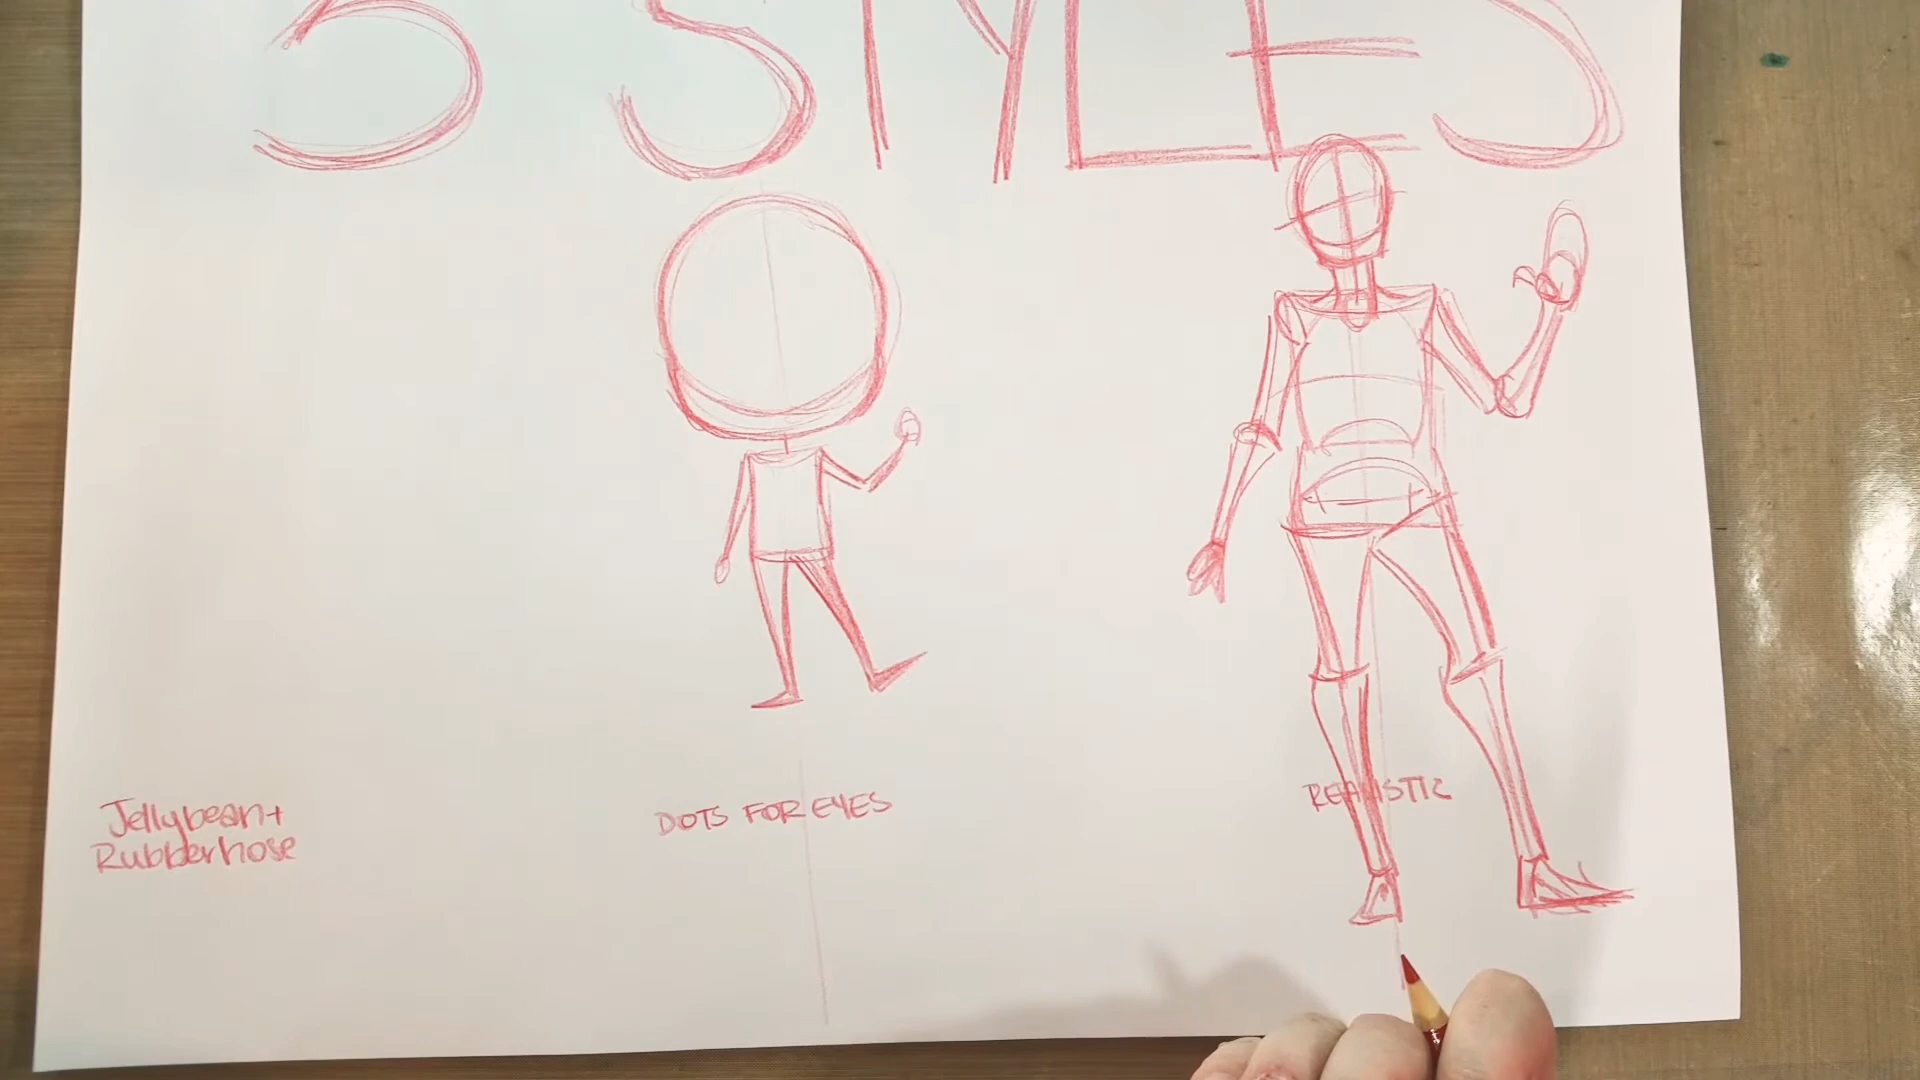 3 STYLES
Jellybean+
Rubberhose
DOTS FOR EYES
REALISTIC